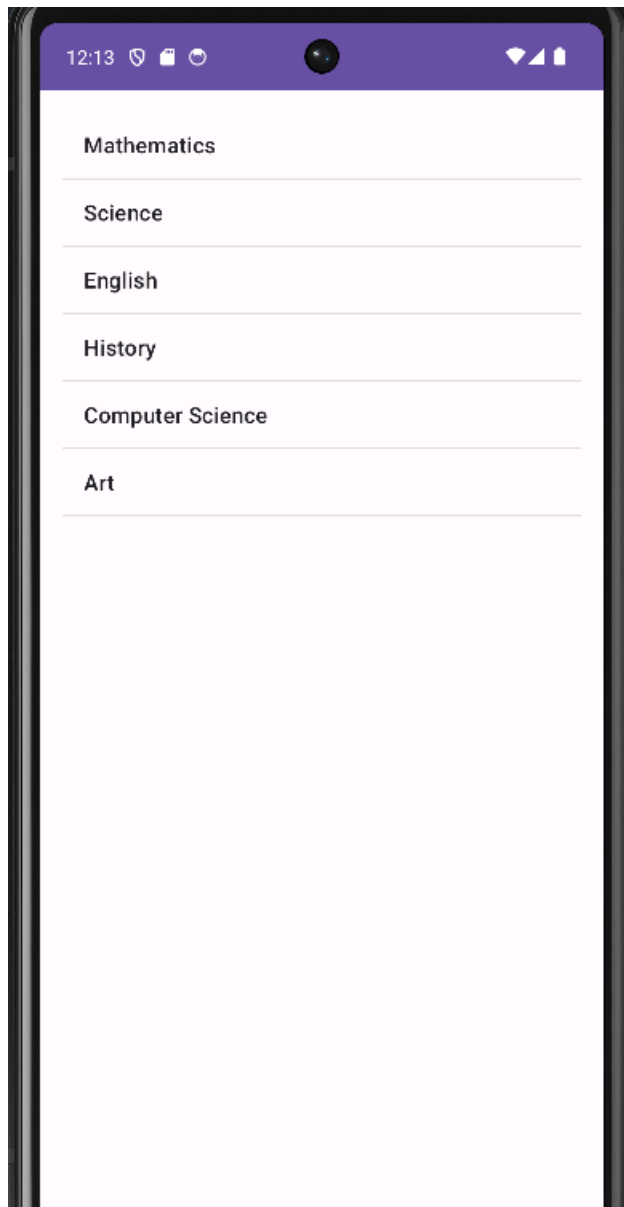 12:13
Mathematics
Science
English
History
Computer Science
Art